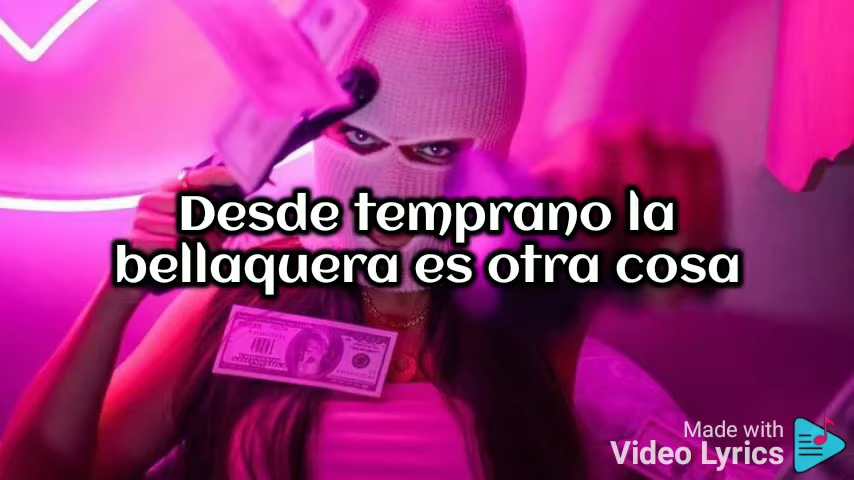 Desde temprano la
bellaquera es otra cosa
Made with
Video Lyrics